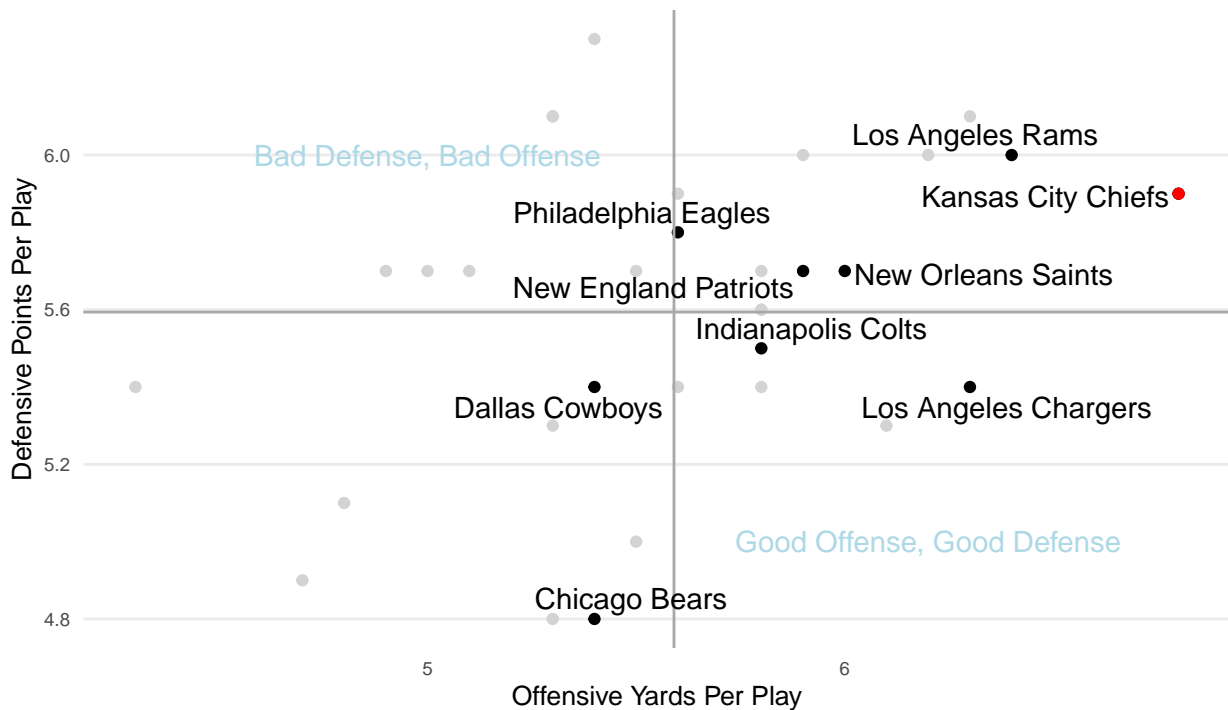 Los Angeles Rams
6.0
Bad Defense, Bad Offense
Kansas City Chiefs
Philadelphia Eagles
New England Patriots
New Orleans Saints
5.6
Indianapolis Colts
Dallas Cowboys
Los Angeles Chargers
5.2
Good Offense, Good Defense
Chicago Bears
4.8
Defensive Points Per Play
5
6
Offensive Yards Per Play